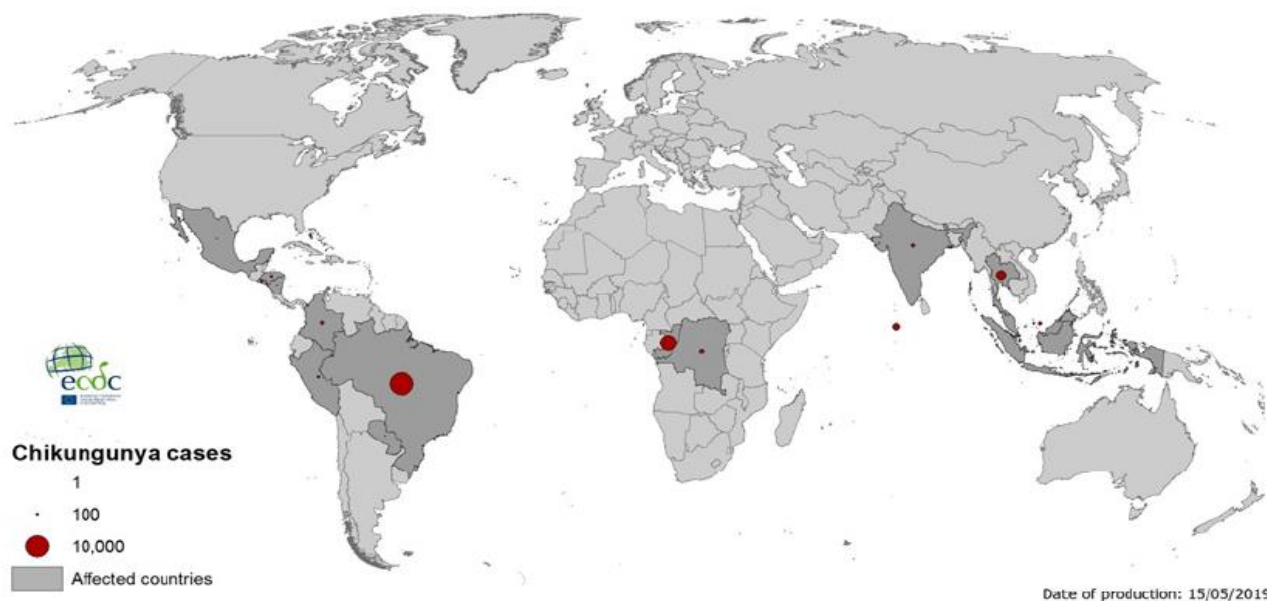 ecdc
Chikungunya cases
1
100
10,000
Affected countries
Date of production: 15/05/2019